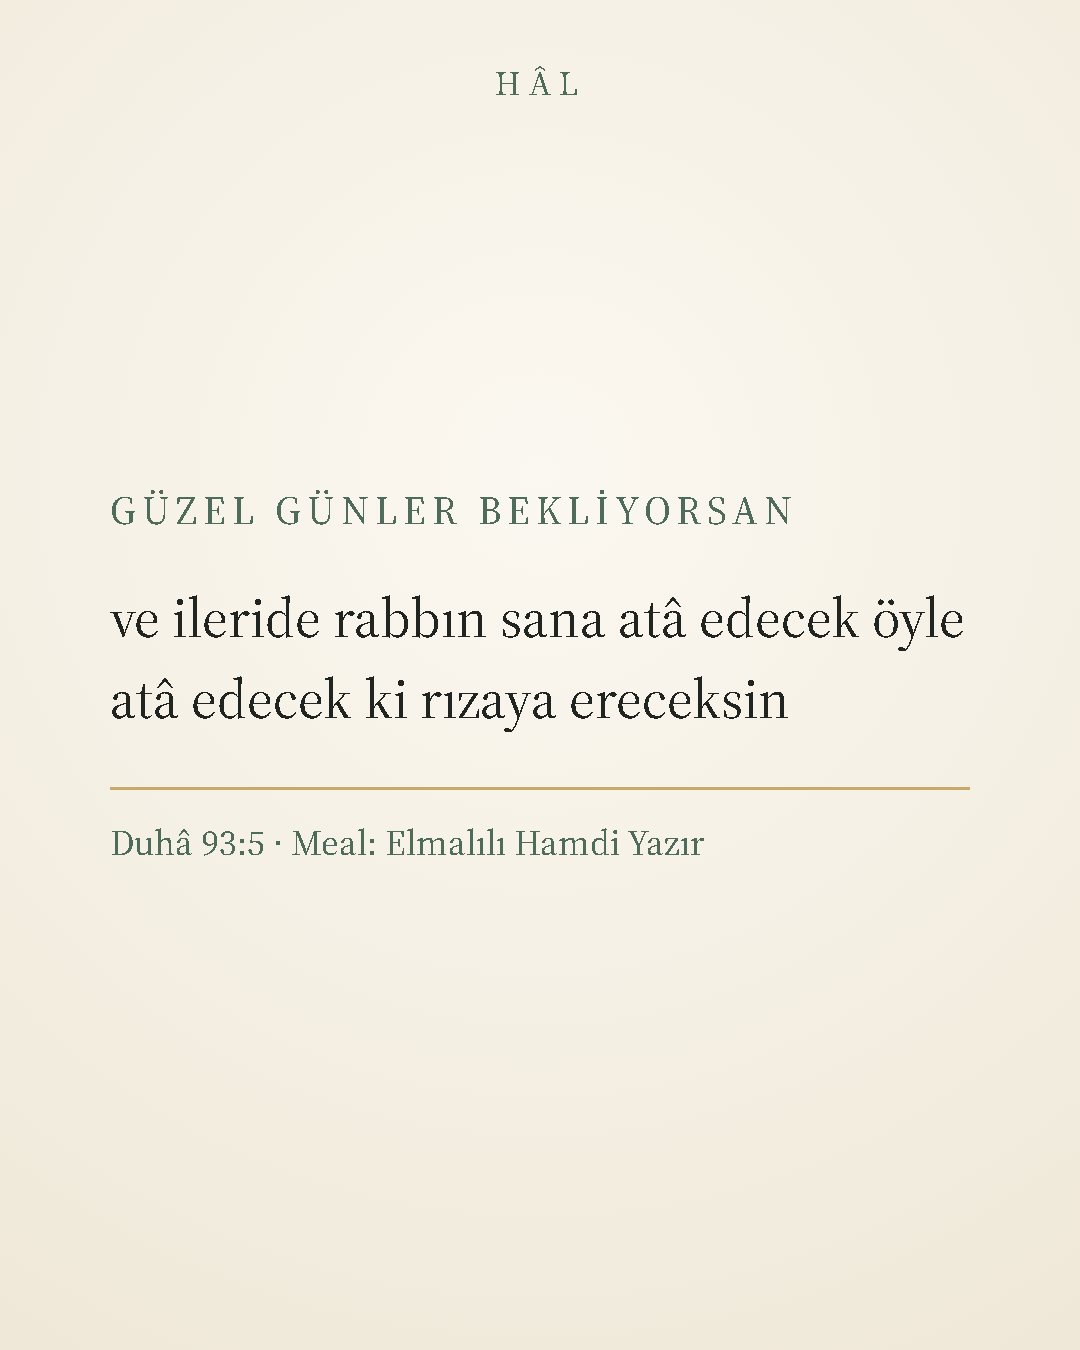 HÂL
GÜZEL GÜNLER BEKLİYORSAN
ve ileride rabbın sana atâ edecek öyle
atâ edecek ki rızaya ereceksin
Duhâ 93:5 · Meal: Elmalılı Hamdi Yazır